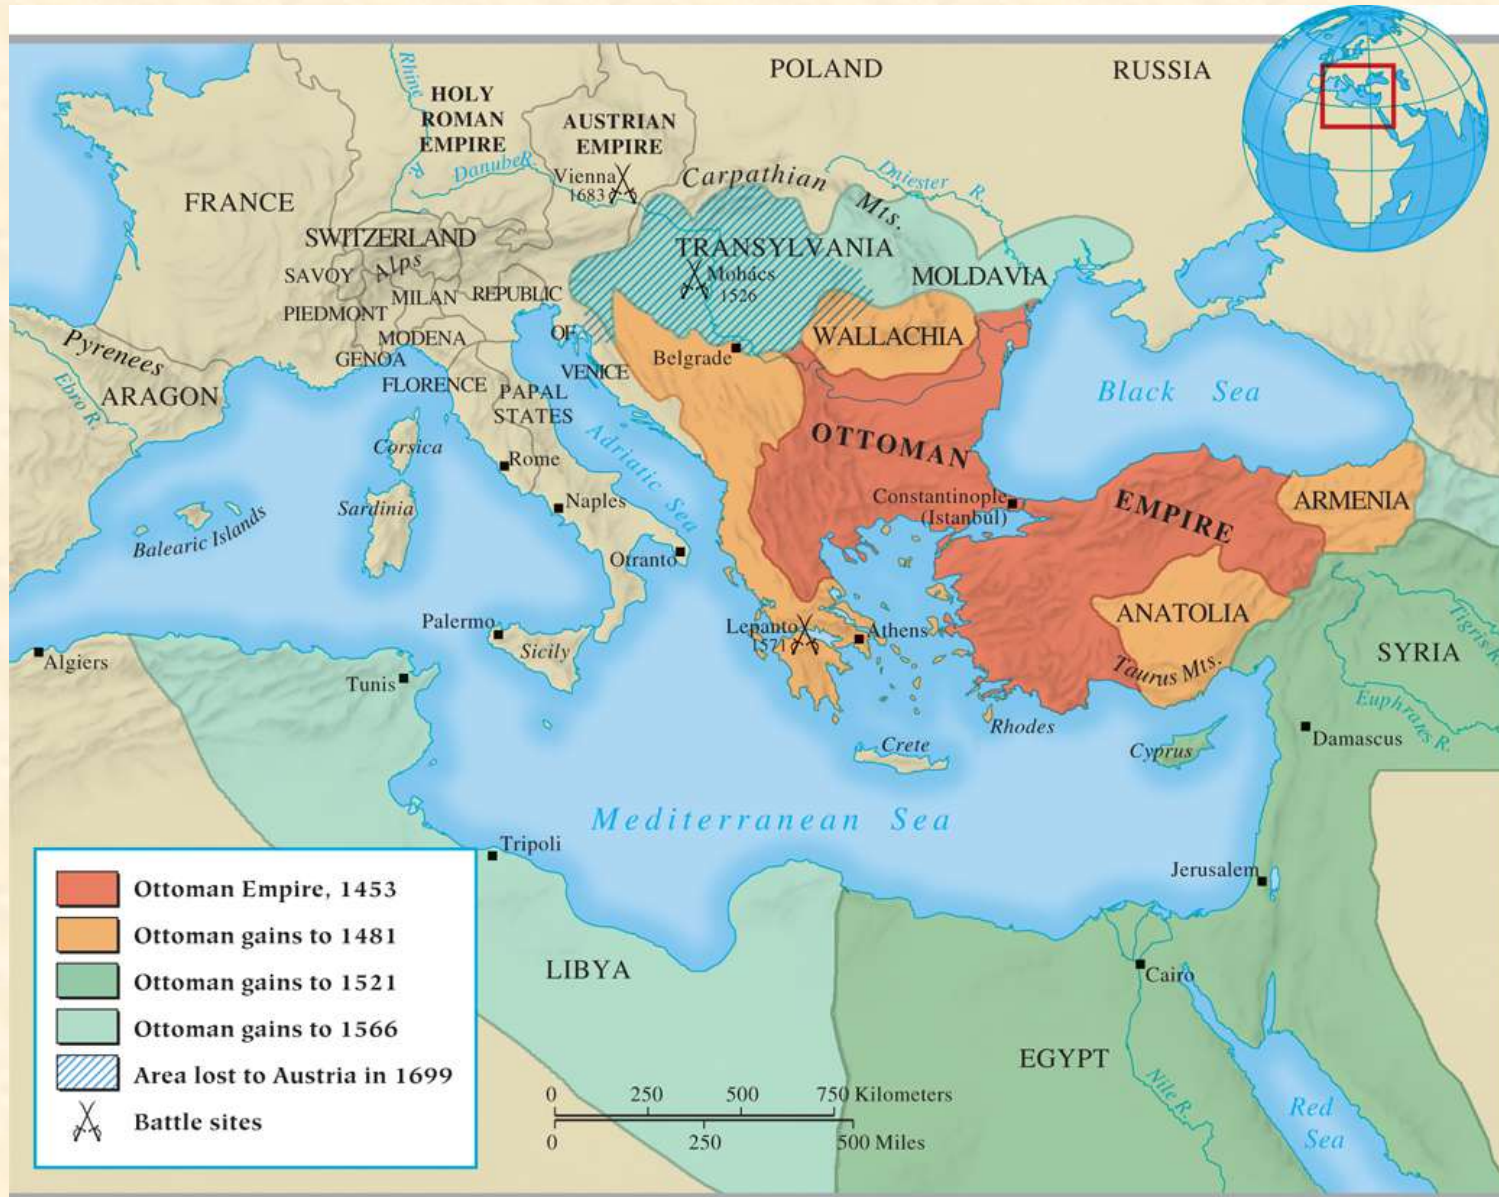 POLAND
RUSSIA
Rhine
R.
HOLY
ROMAN
EMPIRE
AUSTRIAN
EMPIRE
Danube R.
Vienna
1683
Carpathian
Mts.
Dniester R.
FRANCE
SWITZERLAND
TRANSYLVANIA
SAVOY
Alps
Mohács
1526
MOLDAVIA
MILAN
REPUBLIC
OF
VENICE
PIEDMONT
MODENA
GENOA
WALLACHIA
Pyrenees
Belgrade
FLORENCE
PAPAL
STATES
ARAGON
Ebro R.
Black Sea
OTTOMAN
EMPIRE
Corsica
Rome
Adriatic Sea
Constantinople
(Istanbul)
ARMENIA
Sardinia
Naples
Balearic Islands
Otranto
ANATOLIA
Palermo
Lepanto
1571
Athens
Tigris R.
Algiers
Sicily
Taurus Mts.
SYRIA
Tunis
Euphrates R.
Rhodes
Crete
Cyprus
Damascus
Mediterranean Sea
Tripoli
Jerusalem
Ottoman Empire, 1453
Ottoman gains to 1481
Ottoman gains to 1521
Ottoman gains to 1566
Area lost to Austria in 1699
Battle sites
LIBYA
Cairo
EGYPT
Nile R.
Red
Sea
0 250 500 750 Kilometers
0 250 500 Miles